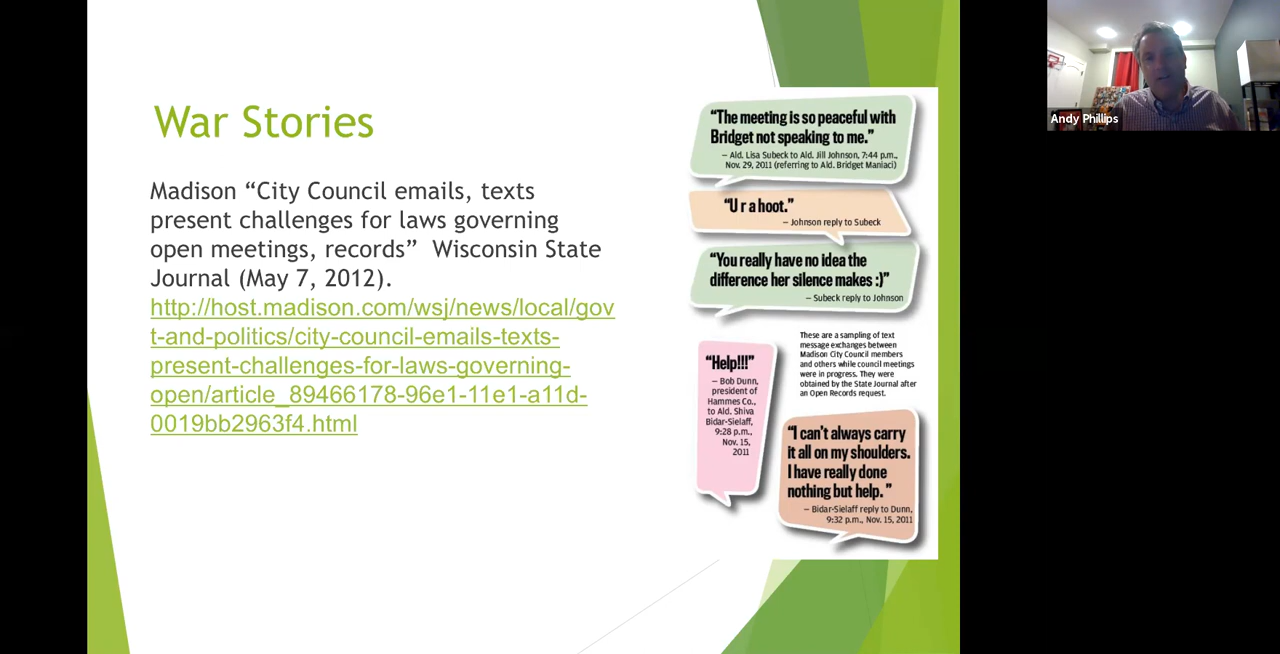 War Stories
Madison “City Council emails, texts
present challenges for laws governing
open meetings, records”  Wisconsin State
Journal (May 7, 2012).
http://host.madison.com/wsj/news/local/gov
t-and-politics/city-council-emails-texts-
present-challenges-for-laws-governing-
open/article_89466178-96e1-11e1-a11d-
0019bb2963f4.html
“The meeting is so peaceful with
Bridget not speaking to me.”
– Ald. Lisa Subeck to Ald. Jill Johnson, 7:44 p.m.,
Nov. 29, 2011 (referring to Ald. Bridget Maniaci)
“U r a hoot.”
– Johnson reply to Subeck
“You really have no idea the
difference her silence makes :)”
– Subeck reply to Johnson
“Help!!!”
– Bob Dunn,
president of
Hammes Co.,
to Ald. Shiva
Bidar-Sielaff,
9:28 p.m.,
Nov. 15,
2011
These are a sampling of text
message exchanges between
Madison City Council members
and others while council meetings
were in progress. They were
obtained by the State Journal after
an Open Records request.
“I can’t always carry
it all on my shoulders.
I have really done
nothing but help. ”
– Bidar-Sielaff reply to Dunn,
9:32 p.m., Nov. 15, 2011
Andy Phillips